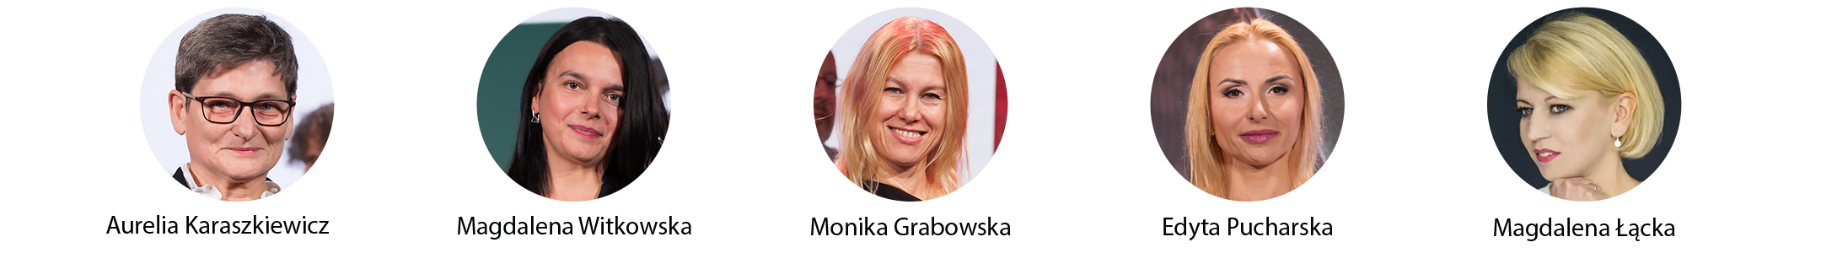 Aurelia Karaszkiewicz
Magdalena Witkowska
Monika Grabowska
Edyta Pucharska
Magdalena Łącka